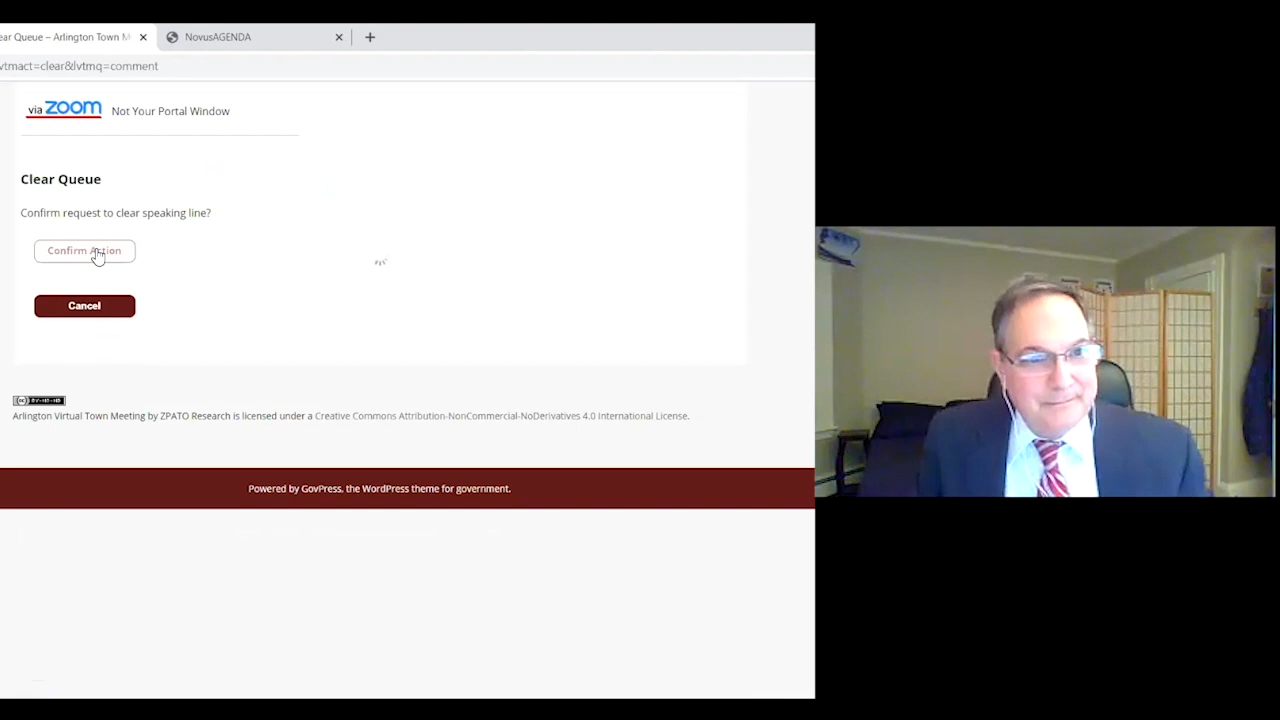 ear Queue – Arlington Town M
NovusAGENDA
vtmact=clear&lvtmq=comment
via zoom Not Your Portal Window
Clear Queue
Confirm request to clear speaking line?
Confirm Action
Cancel
Arlington Virtual Town Meeting by ZPATO Research is licensed under a Creative Commons Attribution-NonCommercial-NoDerivatives 4.0 International License.
Powered by GovPress, the WordPress theme for government.